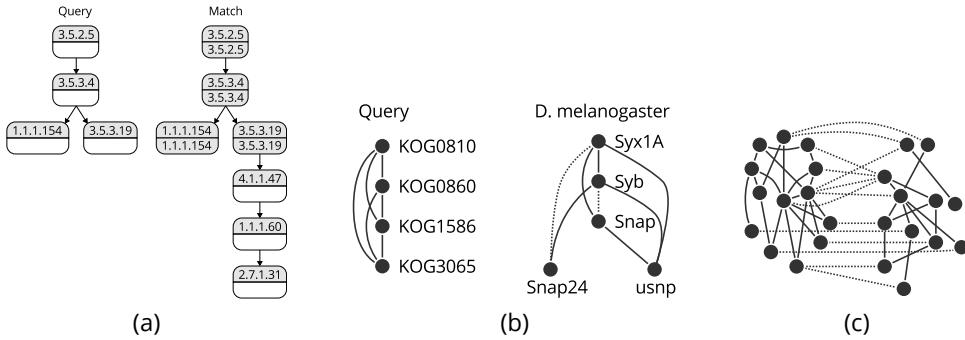 Query
3.5.2.5
3.5.3.4
1.1.1.154
3.5.3.19
Match
3.5.2.5
3.5.2.5
3.5.3.4
3.5.3.4
1.1.1.154
1.1.1.154
3.5.3.19
3.5.3.19
4.1.1.47
1.1.1.60
2.7.1.31
(a)
Query
KOG0810
KOG0860
KOG1586
KOG3065
D. melanogaster
Syx1A
Syb
Snap
Snap24
usnp
(b)
(c)